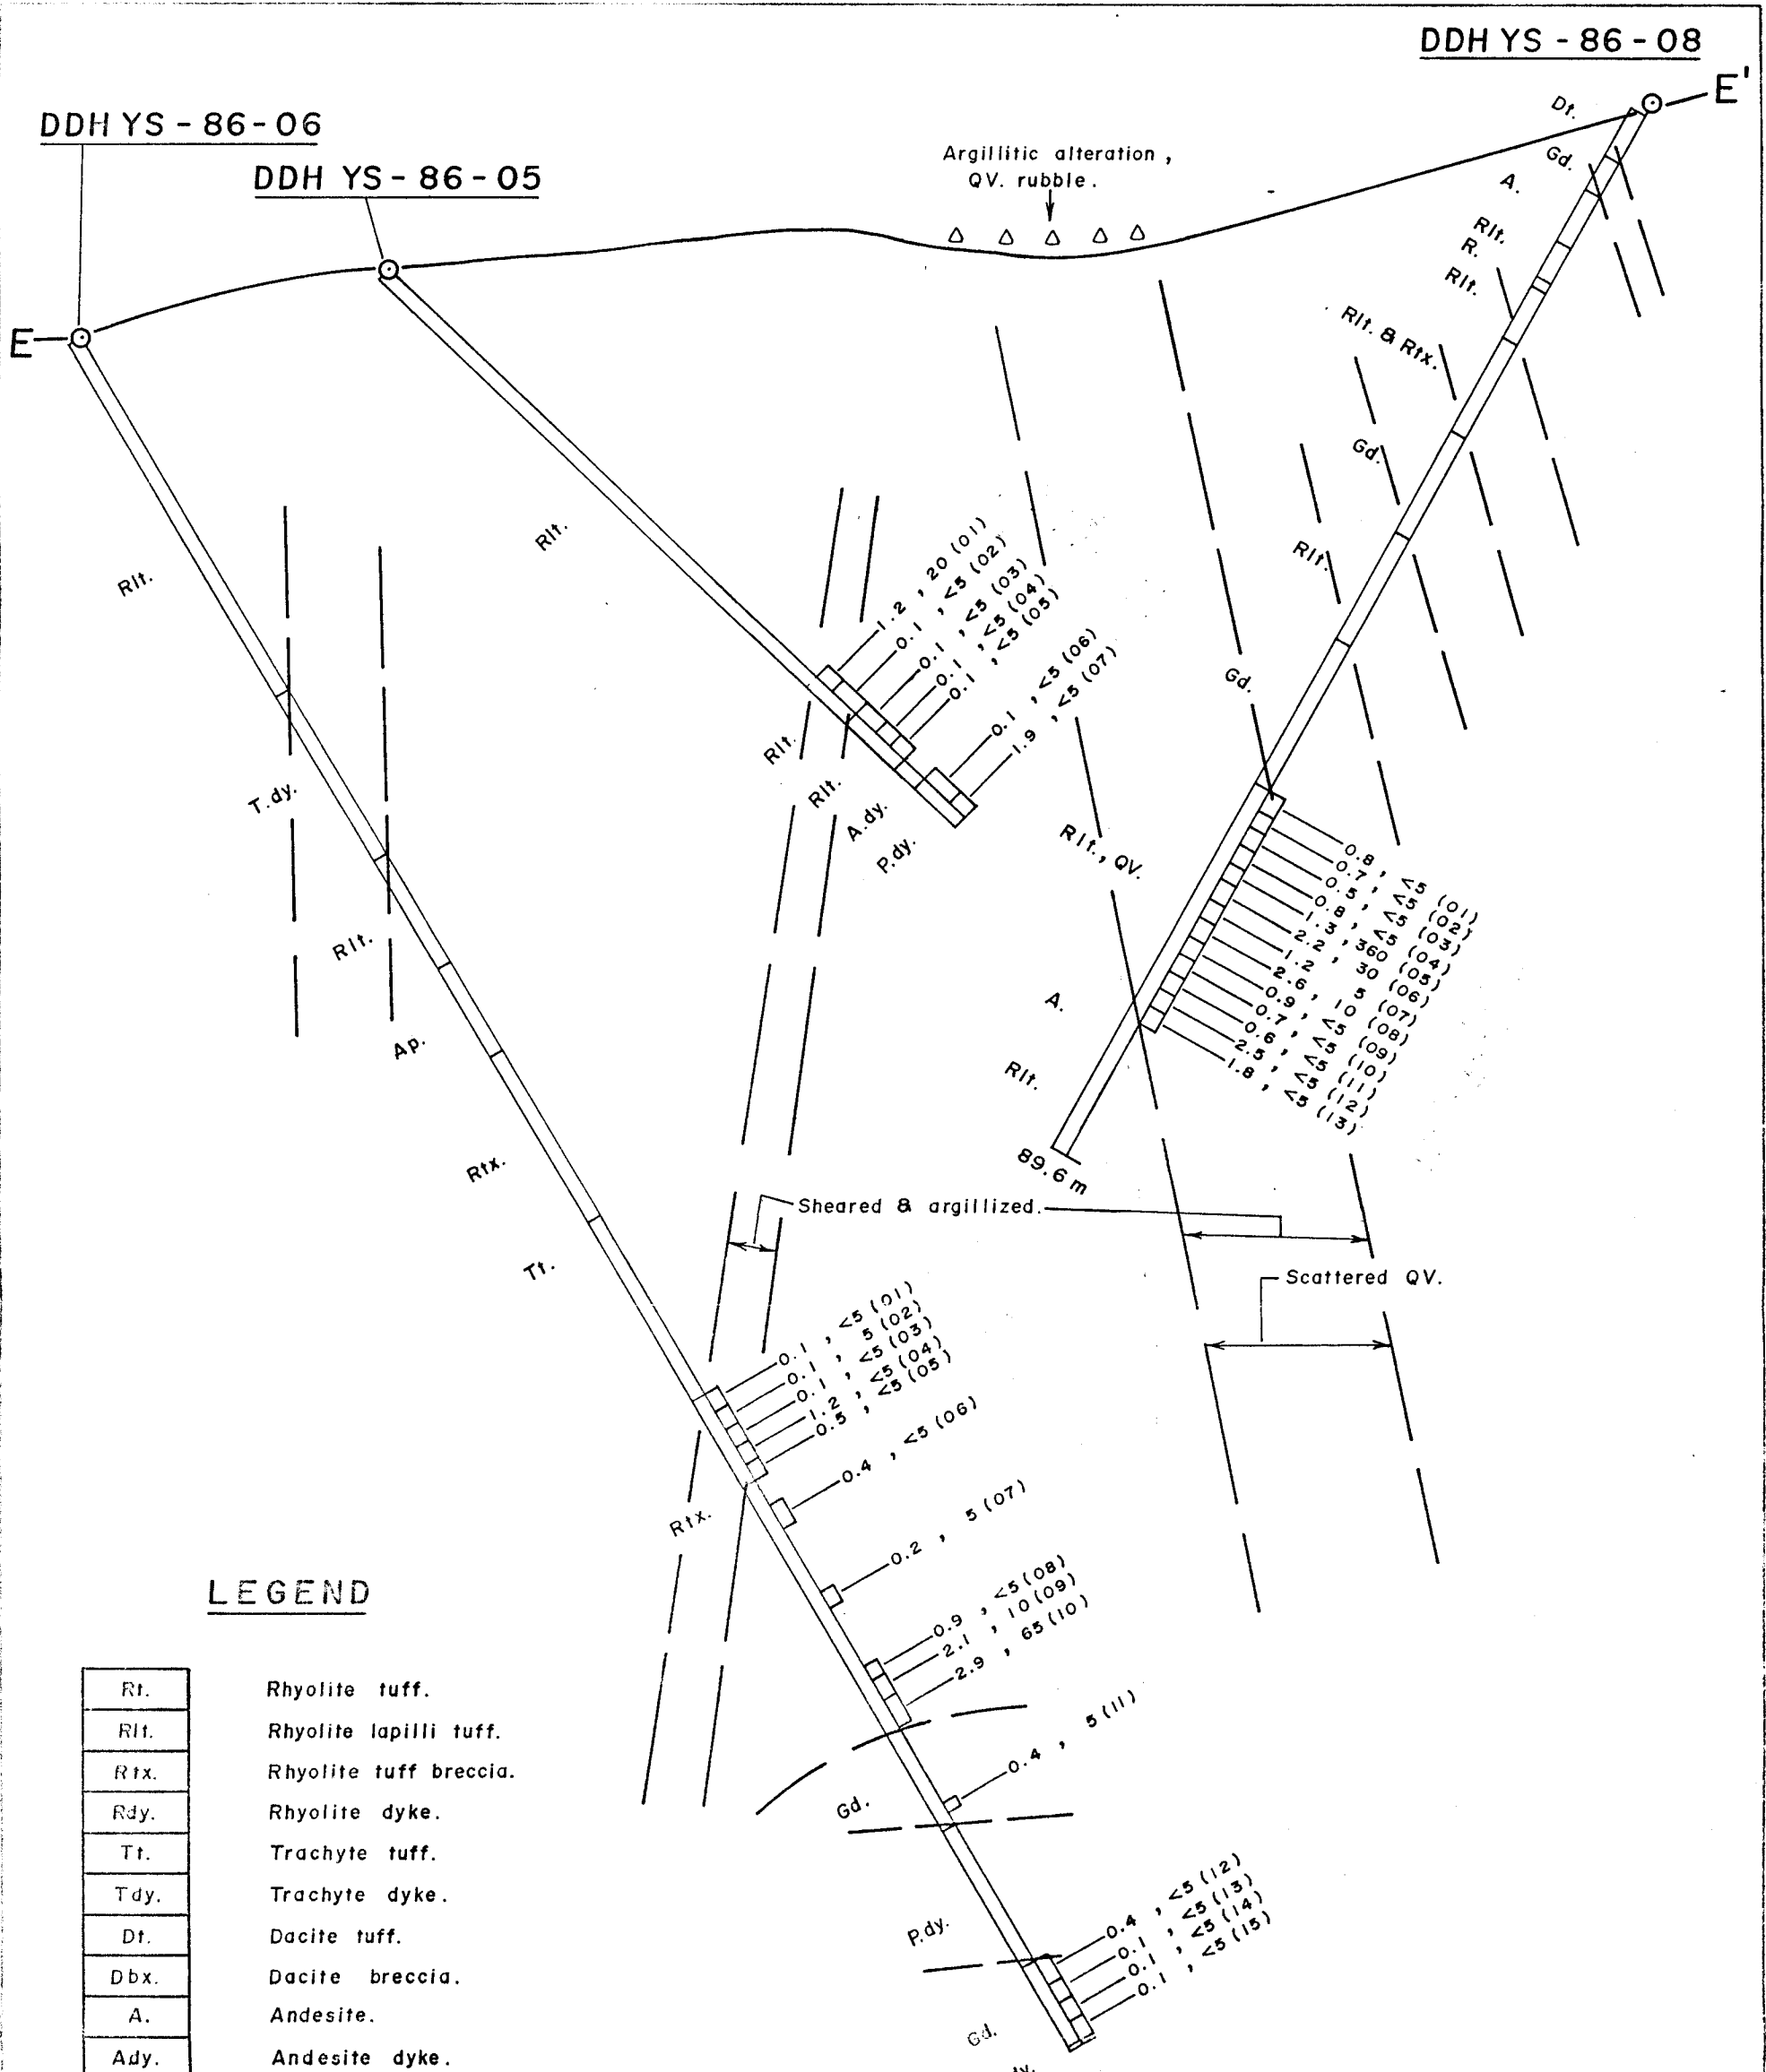 DDH YS - 86 - 08
E'
DDH YS - 86 - 06
DDH YS - 86 - 05
E
Argillitic alteration ,
QV. rubble.
Dt.
Gd.
A.
Rlt.
R.
Rlt.
Rlt. & Rtx.
Gd.
Rlt.
Gd.
Rlt., QV.
A.
Rlt.
89.6 m
0.8 , <5 (01)
0.7 , <5 (02)
0.5 , <5 (03)
0.8 , <5 (04)
1.3 , 360 (05)
2.2 , 30 (06)
1.2 , 5 (07)
2.6 , 10 (08)
0.9 , <5 (09)
0.7 , <5 (10)
0.6 , <5 (11)
2.5 , <5 (12)
1.8 , <5 (13)
Rlt.
1.2 , 20 (01)
0.1 , <5 (02)
0.1 , <5 (03)
0.1 , <5 (04)
0.1 , <5 (05)
0.1 , <5 (06)
1.9 , <5 (07)
Rlt.
Rlt.
A.dy.
P.dy.
Rlt.
T.dy.
Rlt.
Ap.
Rtx.
Tt.
Sheared & argillized.
Scattered QV.
0.1 , <5 (01)
0.1 , 5 (02)
0.1 , <5 (03)
1.2 , <5 (04)
0.5 , <5 (05)
0.4 , <5 (06)
Rtx.
0.2 , 5 (07)
0.9 , <5 (08)
2.1 , 10 (09)
2.9 , 65 (10)
0.4 , 5 (11)
Gd.
P.dy.
0.4 , <5 (12)
0.1 , <5 (13)
0.1 , <5 (14)
0.1 , <5 (15)
Gd.
LEGEND
Rt. Rhyolite tuff.
Rlt. Rhyolite lapilli tuff.
Rtx. Rhyolite tuff breccia.
Rdy. Rhyolite dyke.
Tt. Trachyte tuff.
Tdy. Trachyte dyke.
Dt. Dacite tuff.
Dbx. Dacite breccia.
A. Andesite.
Ady. Andesite dyke.